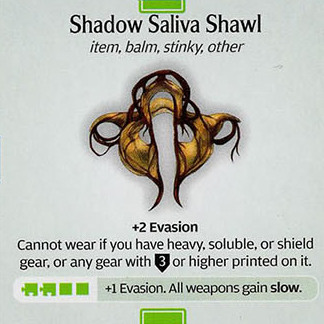 Shadow Saliva Shawl
item, balm, stinky, other
+2 Evasion
Cannot wear if you have heavy, soluble, or shield
gear, or any gear with 3 or higher printed on it.
+1 Evasion. All weapons gain slow.